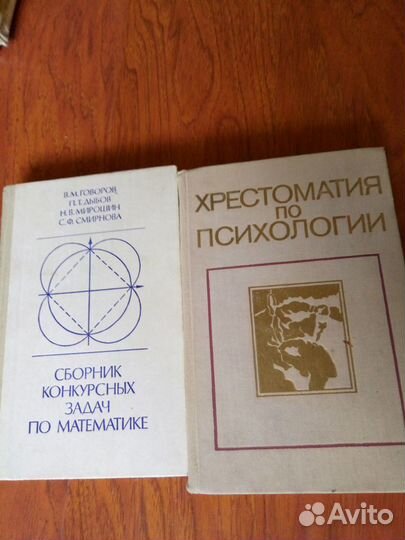 В.М.ГОВОРОВ
П.Т.ДЫБОВ
Н.В.МИРОШИН
С.Ф.СМИРНОВА
СБОРНИК
КОНКУРСНЫХ
ЗАДАЧ
ПО МАТЕМАТИКЕ
ХРЕСТОМАТИЯ
ПО
ПСИХОЛОГИИ
Avito